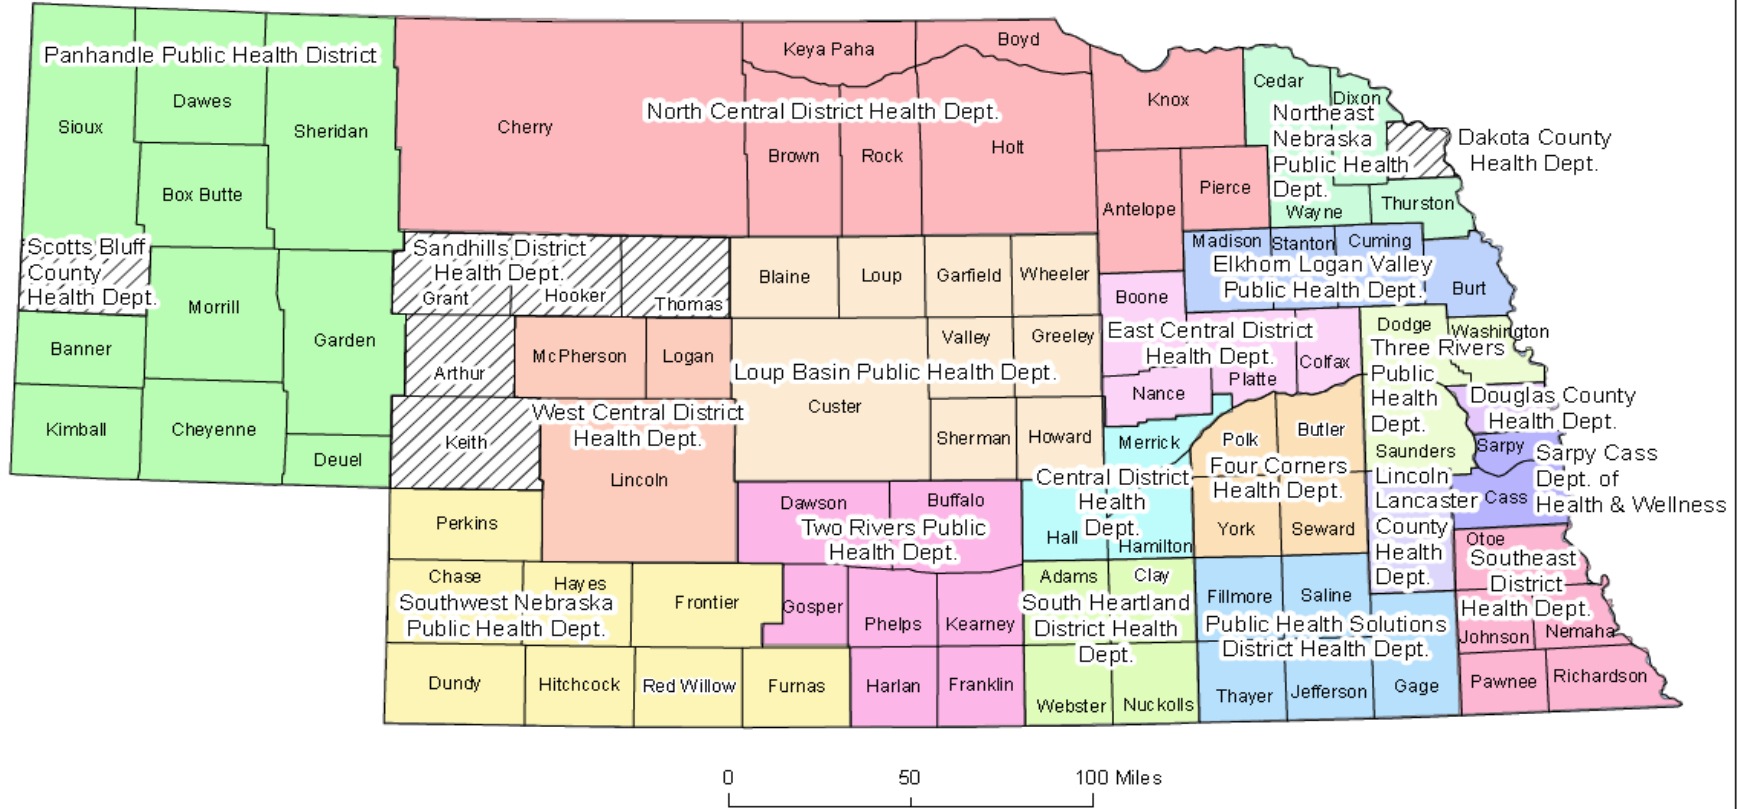 Panhandle Public Health District
Sioux
Dawes
Sheridan
Box Butte
Scotts Bluff
County
Health Dept.
Morrill
Garden
Banner
Kimball
Cheyenne
Deuel
North Central District Health Dept.
Cherry
Keya Paha
Boyd
Brown
Rock
Holt
Knox
Antelope
Pierce
Cedar
Dixon
Northeast
Nebraska
Public Health
Dept.
Wayne
Thurston
Dakota County
Health Dept.
Sandhills District
Health Dept.
Grant
Hooker
Thomas
Arthur
Keith
McPherson
Logan
West Central District
Health Dept.
Lincoln
Blaine
Loup
Garfield
Wheeler
Valley
Greeley
Loup Basin Public Health Dept.
Custer
Sherman
Howard
Madison
Stanton
Cuming
Elkhorn Logan Valley
Public Health Dept.
Burt
Boone
East Central District
Health Dept.
Colfax
Platte
Nance
Dodge
Washington
Three Rivers
Public
Health
Dept.
Saunders
Douglas County
Health Dept.
Sarpy
Cass
Sarpy Cass
Dept. of
Health & Wellness
Merrick
Central District
Health
Dept.
Hall
Hamilton
Polk
Butler
Four Corners
Health Dept.
York
Seward
Lincoln
Lancaster
County
Health
Dept.
Otoe
Southeast
District
Health Dept.
Johnson
Nemaha
Pawnee
Richardson
Perkins
Chase
Hayes
Frontier
Southwest Nebraska
Public Health Dept.
Dundy
Hitchcock
Red Willow
Furnas
Dawson
Buffalo
Two Rivers Public
Health Dept.
Gosper
Phelps
Kearney
Harlan
Franklin
Adams
Clay
South Heartland
District Health
Dept.
Webster
Nuckolls
Fillmore
Saline
Public Health Solutions
District Health Dept.
Thayer
Jefferson
Gage
0 50 100 Miles